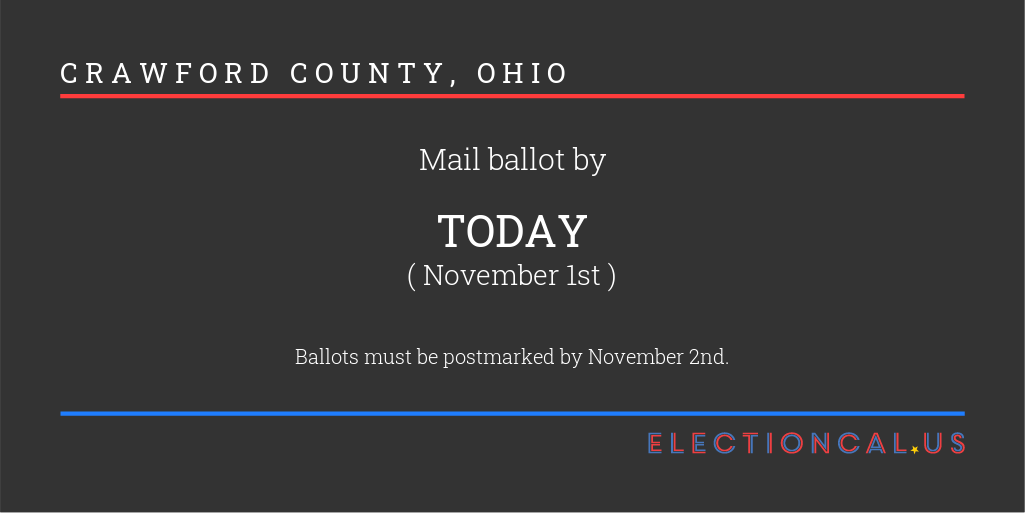 CRAWFORD COUNTY, OHIO
Mail ballot by
TODAY
( November 1st )
Ballots must be postmarked by November 2nd.
ELECTIONCAL.US